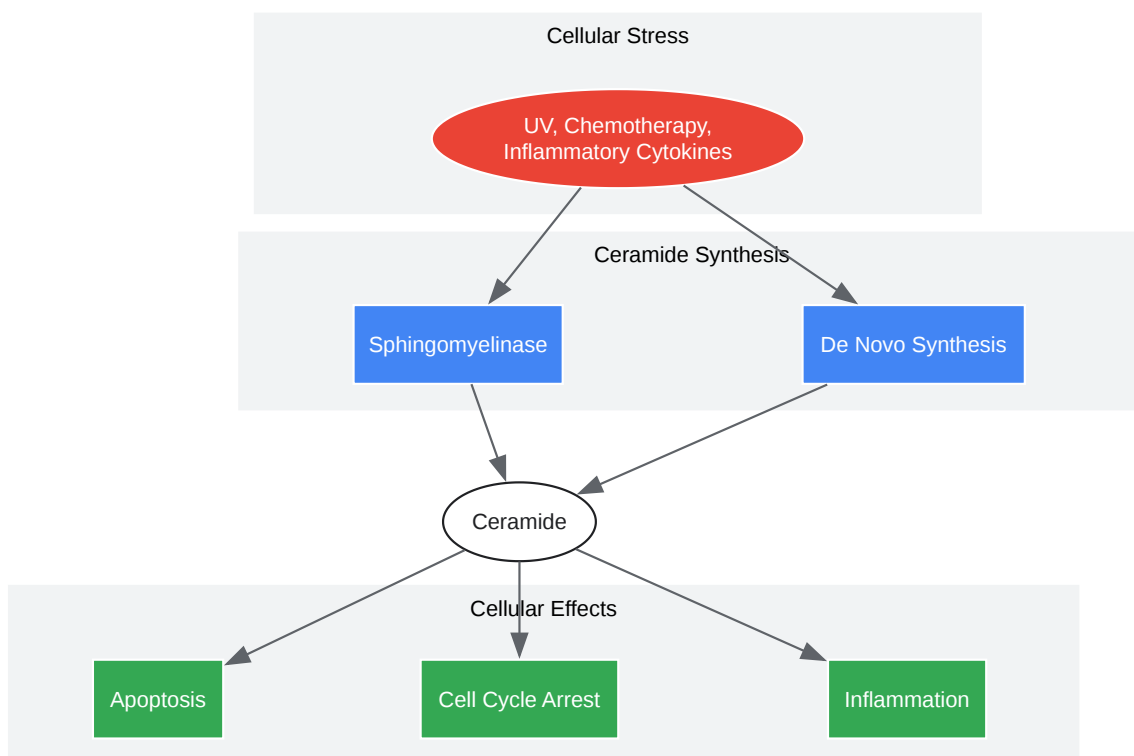 Cellular Stress
UV, Chemotherapy,
Inflammatory Cytokines
Ceramide Synthesis
Sphingomyelinase
De Novo Synthesis
Ceramide
Cellular Effects
Apoptosis
Cell Cycle Arrest
Inflammation